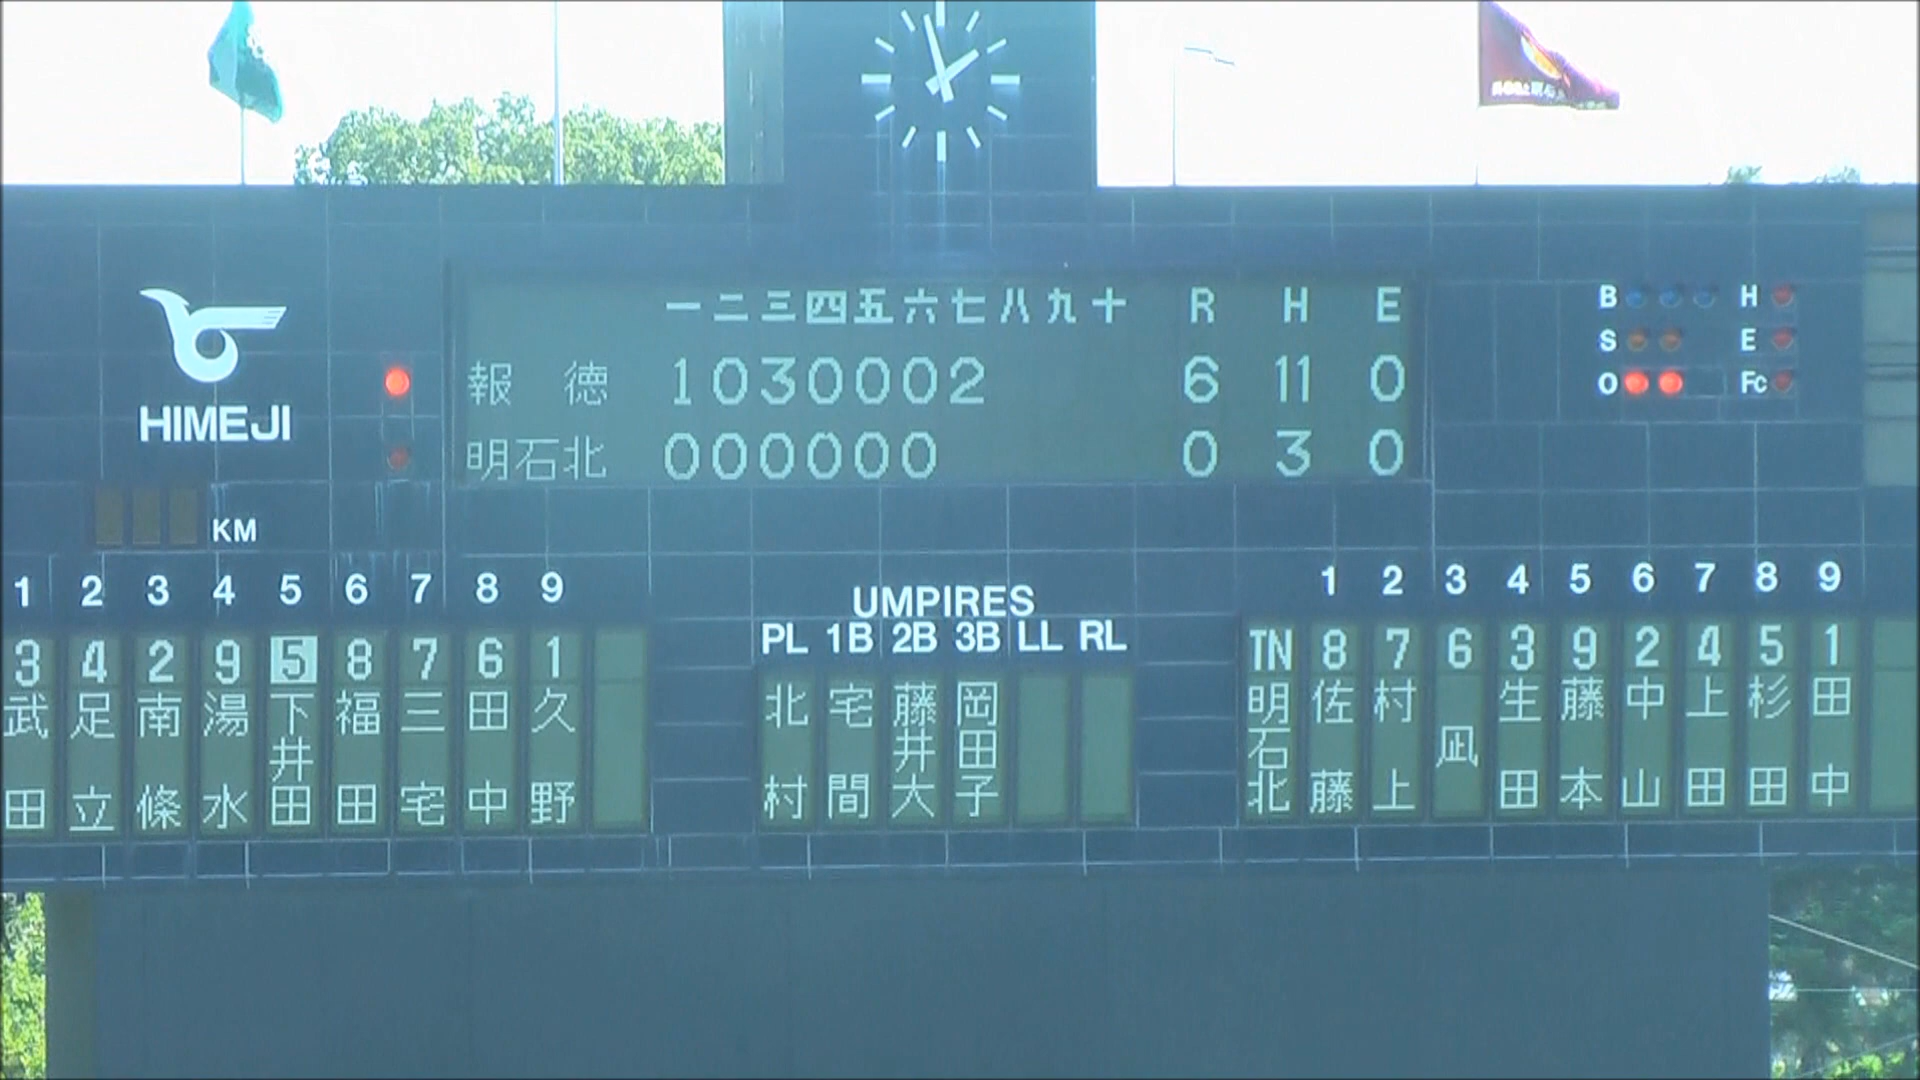 HIMEJI
KM
一二三四五六七八九十 R H E
報徳 1030002 6 11 0
明石北 000000 0 3 0
B H
S E
O Fc
1 2 3 4 5 6 7 8 9
3 4 2 9 5 8 7 6 1
武田 足立 南條 湯水 下井田 福田 三宅 田中 久野
UMPIRES
PL 1B 2B 3B LL RL
北村 宅間 藤井大 岡田子
1 2 3 4 5 6 7 8 9
TN 8 7 6 3 9 2 4 5 1
明石北 佐藤 村上 凪 生田 藤本 中山 上田 杉田 田中